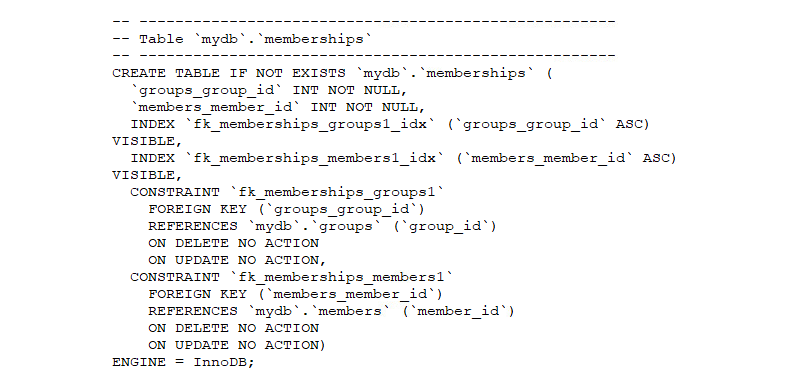 -- -----------------------------------------------------
-- Table `mydb`.`memberships`
-- -----------------------------------------------------
CREATE TABLE IF NOT EXISTS `mydb`.`memberships` (
  `groups_group_id` INT NOT NULL,
  `members_member_id` INT NOT NULL,
  INDEX `fk_memberships_groups1_idx` (`groups_group_id` ASC)
VISIBLE,
  INDEX `fk_memberships_members1_idx` (`members_member_id` ASC)
VISIBLE,
  CONSTRAINT `fk_memberships_groups1`
    FOREIGN KEY (`groups_group_id`)
    REFERENCES `mydb`.`groups` (`group_id`)
    ON DELETE NO ACTION
    ON UPDATE NO ACTION,
  CONSTRAINT `fk_memberships_members1`
    FOREIGN KEY (`members_member_id`)
    REFERENCES `mydb`.`members` (`member_id`)
    ON DELETE NO ACTION
    ON UPDATE NO ACTION)
ENGINE = InnoDB;